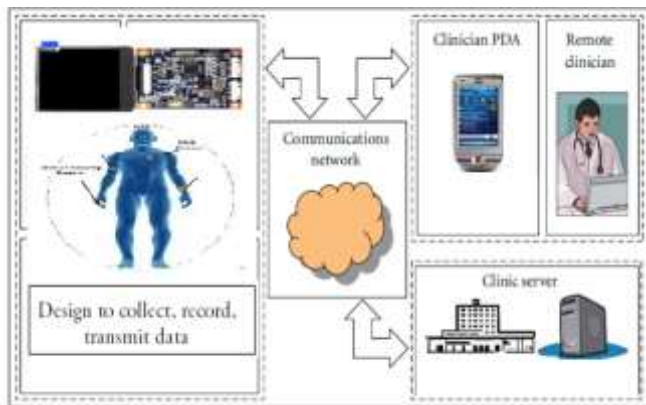 Clinician PDA
Remote
clinician
Communications
network
Design to collect, record,
transmit data
Clinic server